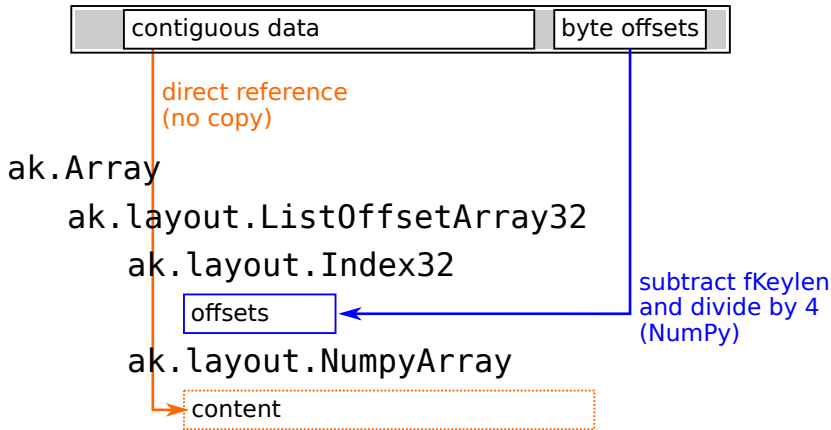 contiguous data
byte offsets
direct reference
(no copy)
ak.Array
ak.layout.ListOffsetArray32
ak.layout.Index32
subtract fKeylen
and divide by 4
(NumPy)
offsets
ak.layout.NumpyArray
content